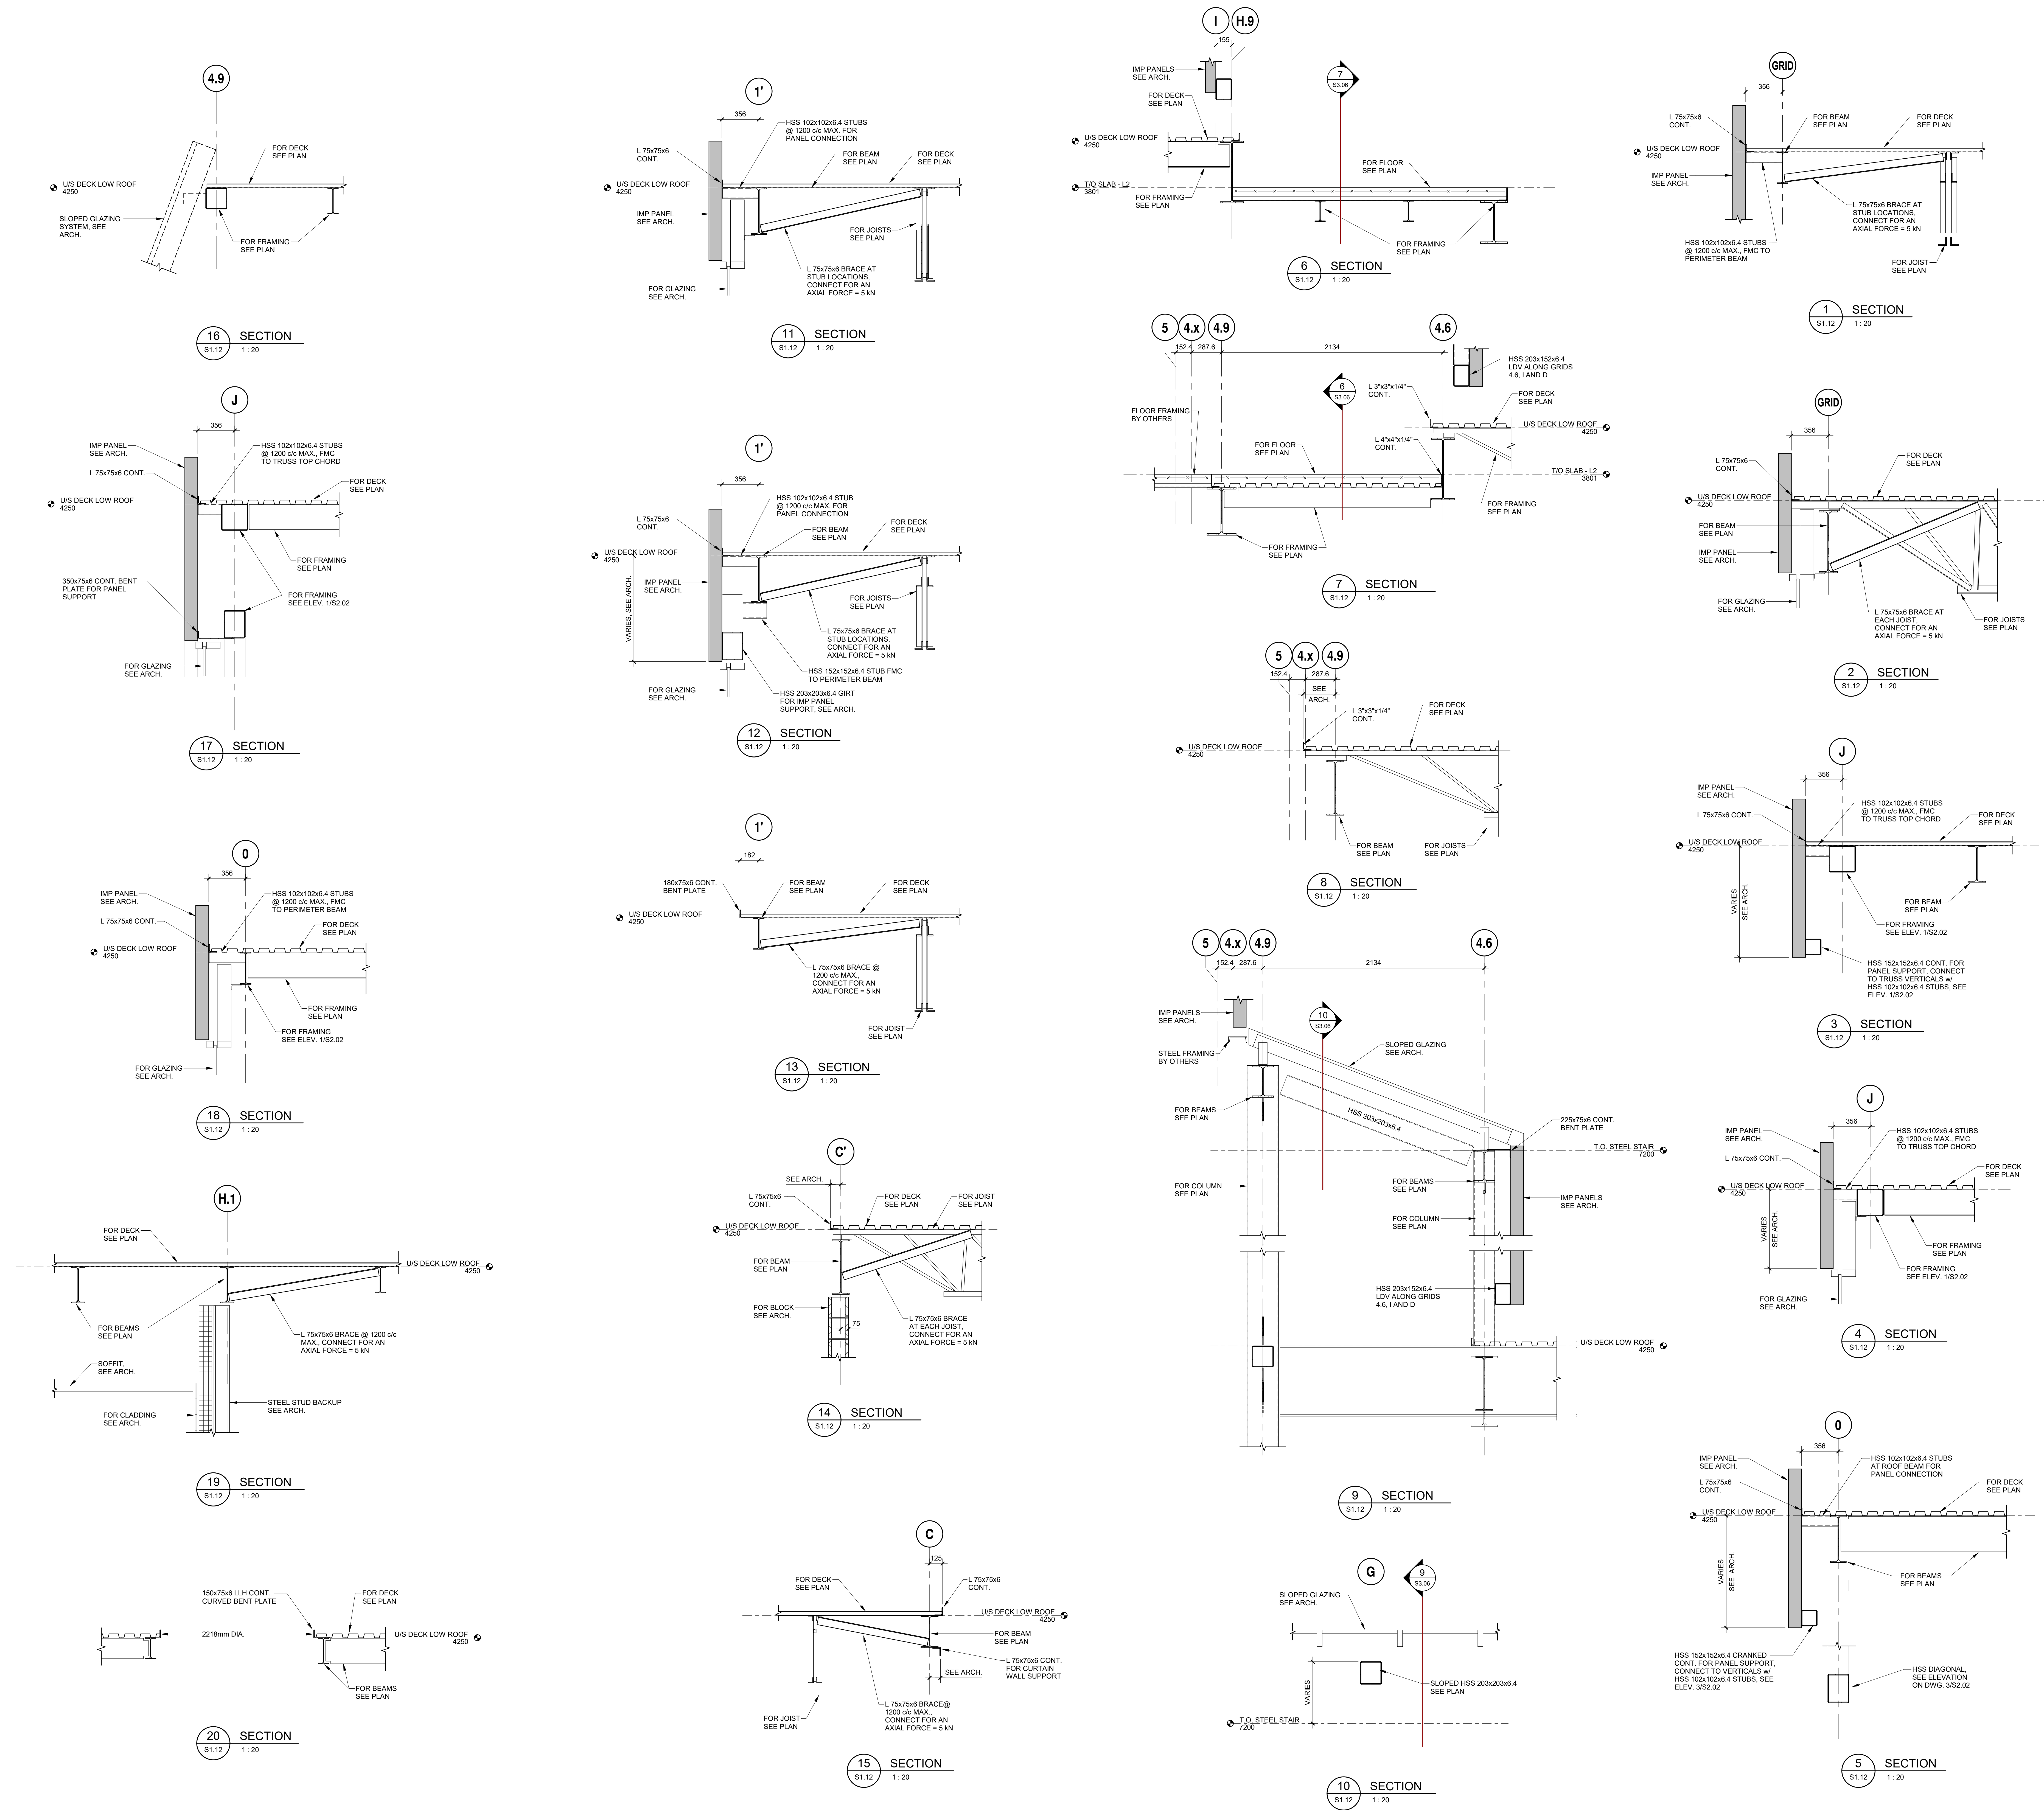 4.9
FOR DECK
SEE PLAN
U/S DECK LOW ROOF
4250
SLOPED GLAZING
SYSTEM, SEE
ARCH.
FOR FRAMING
SEE PLAN
16
S1.12
SECTION
1 : 20
J
356
IMP PANEL
SEE ARCH.
HSS 102x102x6.4 STUBS
@ 1200 c/c MAX., FMC
TO TRUSS TOP CHORD
L 75x75x6 CONT.
FOR DECK
SEE PLAN
U/S DECK LOW ROOF
4250
FOR FRAMING
SEE PLAN
350x75x6 CONT. BENT
PLATE FOR PANEL
SUPPORT
FOR FRAMING
SEE ELEV. 1/S2.02
FOR GLAZING
SEE ARCH.
17
S1.12
SECTION
1 : 20
0
356
IMP PANEL
SEE ARCH.
HSS 102x102x6.4 STUBS
@ 1200 c/c MAX., FMC
TO PERIMETER BEAM
L 75x75x6 CONT.
FOR DECK
SEE PLAN
U/S DECK LOW ROOF
4250
FOR FRAMING
SEE PLAN
FOR FRAMING
SEE ELEV. 1/S2.02
FOR GLAZING
SEE ARCH.
18
S1.12
SECTION
1 : 20
H.1
FOR DECK
SEE PLAN
U/S DECK LOW ROOF
4250
FOR BEAMS
SEE PLAN
L 75x75x6 BRACE @ 1200 c/c
MAX., CONNECT FOR AN
AXIAL FORCE = 5 kN
SOFFIT,
SEE ARCH.
STEEL STUD BACKUP
SEE ARCH.
FOR CLADDING
SEE ARCH.
19
S1.12
SECTION
1 : 20
150x75x6 LLH CONT.
CURVED BENT PLATE
FOR DECK
SEE PLAN
2218mm DIA.
U/S DECK LOW ROOF
4250
FOR BEAMS
SEE PLAN
20
S1.12
SECTION
1 : 20
1'
356
HSS 102x102x6.4 STUBS
@ 1200 c/c MAX. FOR
PANEL CONNECTION
L 75x75x6
CONT.
FOR BEAM
SEE PLAN
FOR DECK
SEE PLAN
U/S DECK LOW ROOF
4250
IMP PANEL
SEE ARCH.
FOR JOISTS
SEE PLAN
L 75x75x6 BRACE AT
STUB LOCATIONS,
CONNECT FOR AN
AXIAL FORCE = 5 kN
FOR GLAZING
SEE ARCH.
11
S1.12
SECTION
1 : 20
1'
356
HSS 102x102x6.4 STUB
@ 1200 c/c MAX. FOR
PANEL CONNECTION
L 75x75x6
CONT.
FOR BEAM
SEE PLAN
FOR DECK
SEE PLAN
U/S DECK LOW ROOF
4250
VARIES, SEE ARCH.
IMP PANEL
SEE ARCH.
FOR JOISTS
SEE PLAN
L 75x75x6 BRACE AT
STUB LOCATIONS,
CONNECT FOR AN
AXIAL FORCE = 5 kN
HSS 152x152x6.4 STUB FMC
TO PERIMETER BEAM
FOR GLAZING
SEE ARCH.
HSS 203x203x6.4 GIRT
FOR IMP PANEL
SUPPORT, SEE ARCH.
12
S1.12
SECTION
1 : 20
1'
182
180x75x6 CONT.
BENT PLATE
FOR BEAM
SEE PLAN
FOR DECK
SEE PLAN
U/S DECK LOW ROOF
4250
L 75x75x6 BRACE @
1200 c/c MAX.,
CONNECT FOR AN
AXIAL FORCE = 5 kN
FOR JOIST
SEE PLAN
13
S1.12
SECTION
1 : 20
C'
SEE ARCH.
L 75x75x6
CONT.
FOR DECK
SEE PLAN
FOR JOIST
SEE PLAN
U/S DECK LOW ROOF
4250
FOR BEAM
SEE PLAN
FOR BLOCK
SEE ARCH.
75
L 75x75x6 BRACE
AT EACH JOIST,
CONNECT FOR AN
AXIAL FORCE = 5 kN
14
S1.12
SECTION
1 : 20
C
125
FOR DECK
SEE PLAN
L 75x75x6
CONT.
U/S DECK LOW ROOF
4250
FOR BEAM
SEE PLAN
L 75x75x6 CONT.
FOR CURTAIN
WALL SUPPORT
SEE ARCH.
L 75x75x6 BRACE@
1200 c/c MAX.,
CONNECT FOR AN
AXIAL FORCE = 5 kN
FOR JOIST
SEE PLAN
15
S1.12
SECTION
1 : 20
I
H.9
155
IMP PANELS
SEE ARCH.
7
S3.06
FOR DECK
SEE PLAN
U/S DECK LOW ROOF
4250
FOR FLOOR
SEE PLAN
T/O SLAB - L2
3801
FOR FRAMING
SEE PLAN
FOR FRAMING
SEE PLAN
6
S1.12
SECTION
1 : 20
5
4.x
4.9
4.6
152.4
287.6
2134
HSS 203x152x6.4
LDV ALONG GRIDS
4.6, I AND D
6
S3.06
L 3"x3"x1/4"
CONT.
FOR DECK
SEE PLAN
FLOOR FRAMING
BY OTHERS
U/S DECK LOW ROOF
4250
FOR FLOOR
SEE PLAN
L 4"x4"x1/4"
CONT.
T/O SLAB - L2
3801
FOR FRAMING
SEE PLAN
FOR FRAMING
SEE PLAN
7
S1.12
SECTION
1 : 20
5
4.x
4.9
152.4
287.6
SEE
ARCH.
L 3"x3"x1/4"
CONT.
FOR DECK
SEE PLAN
U/S DECK LOW ROOF
4250
FOR BEAM
SEE PLAN
FOR JOISTS
SEE PLAN
8
S1.12
SECTION
1 : 20
5
4.x
4.9
4.6
152.4
287.6
2134
IMP PANELS
SEE ARCH.
10
S3.06
STEEL FRAMING
BY OTHERS
SLOPED GLAZING
SEE ARCH.
FOR BEAMS
SEE PLAN
HSS 203x203x6.4
225x75x6 CONT.
BENT PLATE
T.O. STEEL STAIR
7200
FOR COLUMN
SEE PLAN
FOR BEAMS
SEE PLAN
IMP PANELS
SEE ARCH.
FOR COLUMN
SEE PLAN
HSS 203x152x6.4
LDV ALONG GRIDS
4.6, I AND D
U/S DECK LOW ROOF
4250
9
S1.12
SECTION
1 : 20
G
9
S3.06
SLOPED GLAZING
SEE ARCH.
VARIES
SLOPED HSS 203x203x6.4
SEE PLAN
T.O. STEEL STAIR
7200
10
S1.12
SECTION
1 : 20
GRID
356
L 75x75x6
CONT.
FOR BEAM
SEE PLAN
FOR DECK
SEE PLAN
U/S DECK LOW ROOF
4250
IMP PANEL
SEE ARCH.
L 75x75x6 BRACE AT
STUB LOCATIONS,
CONNECT FOR AN
AXIAL FORCE = 5 kN
HSS 102x102x6.4 STUBS
@ 1200 c/c MAX., FMC TO
PERIMETER BEAM
FOR JOIST
SEE PLAN
1
S1.12
SECTION
1 : 20
GRID
356
L 75x75x6
CONT.
FOR DECK
SEE PLAN
U/S DECK LOW ROOF
4250
FOR BEAM
SEE PLAN
IMP PANEL
SEE ARCH.
FOR GLAZING
SEE ARCH.
L 75x75x6 BRACE AT
EACH JOIST,
CONNECT FOR AN
AXIAL FORCE = 5 kN
FOR JOISTS
SEE PLAN
2
S1.12
SECTION
1 : 20
J
356
IMP PANEL
SEE ARCH.
HSS 102x102x6.4 STUBS
@ 1200 c/c MAX., FMC
TO TRUSS TOP CHORD
L 75x75x6 CONT.
FOR DECK
SEE PLAN
U/S DECK LOW ROOF
4250
VARIES
SEE ARCH.
FOR BEAM
SEE PLAN
FOR FRAMING
SEE ELEV. 1/S2.02
HSS 152x152x6.4 CONT. FOR
PANEL SUPPORT, CONNECT
TO TRUSS VERTICALS w/
HSS 102x102x6.4 STUBS, SEE
ELEV. 1/S2.02
3
S1.12
SECTION
1 : 20
J
356
IMP PANEL
SEE ARCH.
HSS 102x102x6.4 STUBS
@ 1200 c/c MAX., FMC
TO TRUSS TOP CHORD
L 75x75x6 CONT.
FOR DECK
SEE PLAN
U/S DECK LOW ROOF
4250
VARIES
SEE ARCH.
FOR FRAMING
SEE PLAN
FOR FRAMING
SEE ELEV. 1/S2.02
FOR GLAZING
SEE ARCH.
4
S1.12
SECTION
1 : 20
0
356
IMP PANEL
SEE ARCH.
HSS 102x102x6.4 STUBS
AT ROOF BEAM FOR
PANEL CONNECTION
L 75x75x6
CONT.
FOR DECK
SEE PLAN
U/S DECK LOW ROOF
4250
VARIES
SEE ARCH.
FOR BEAMS
SEE PLAN
HSS 152x152x6.4 CRANKED
CONT. FOR PANEL SUPPORT,
CONNECT TO VERTICALS w/
HSS 102x102x6.4 STUBS, SEE
ELEV. 3/S2.02
HSS DIAGONAL,
SEE ELEVATION
ON DWG. 3/S2.02
5
S1.12
SECTION
1 : 20